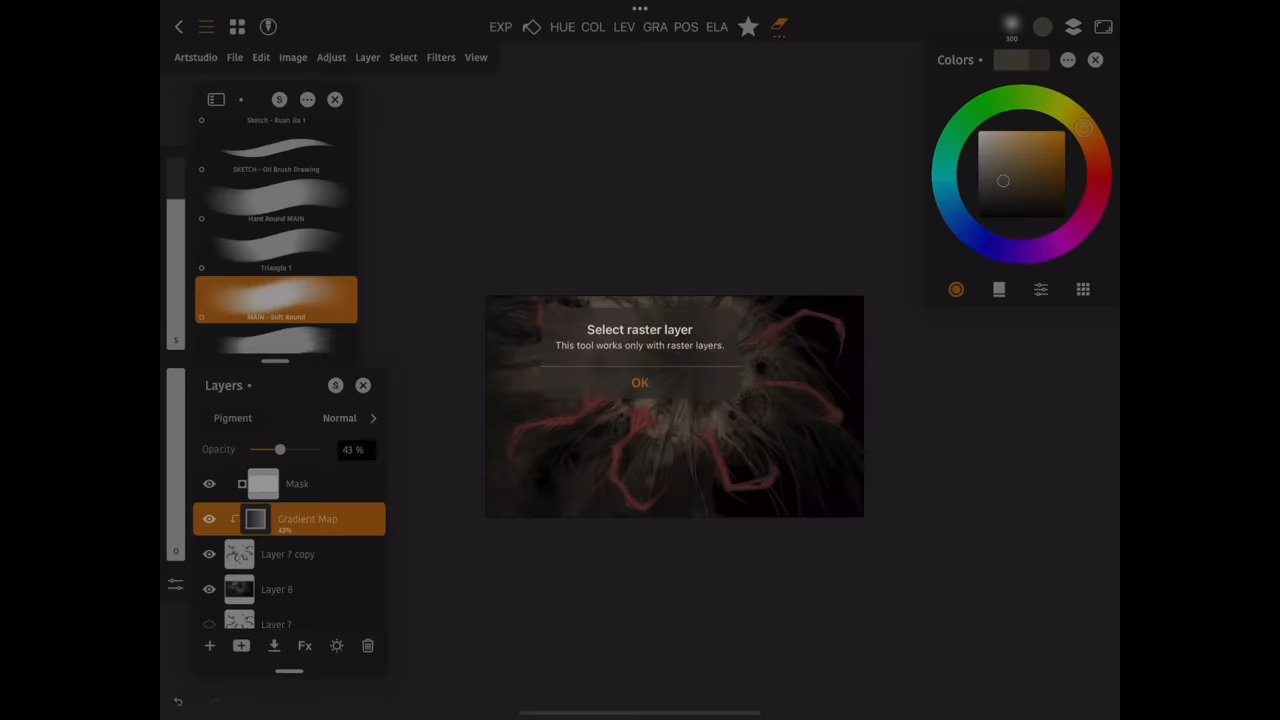 EXP HUE COL LEV GRA POS ELA
300
Artstudio File Edit Image Adjust Layer Select Filters View
Colors
S
Sketch - Ruan Jia 1
SKETCH - Oil Brush Drawing
Hard Round MAIN
Triangle 1
MAIN - Soft Round
S
Select raster layer
This tool works only with raster layers.
OK
Layers
S
Pigment Normal
Opacity 43 %
Mask
Gradient Map
43%
Layer 7 copy
Layer 8
Layer 7
O
Fx